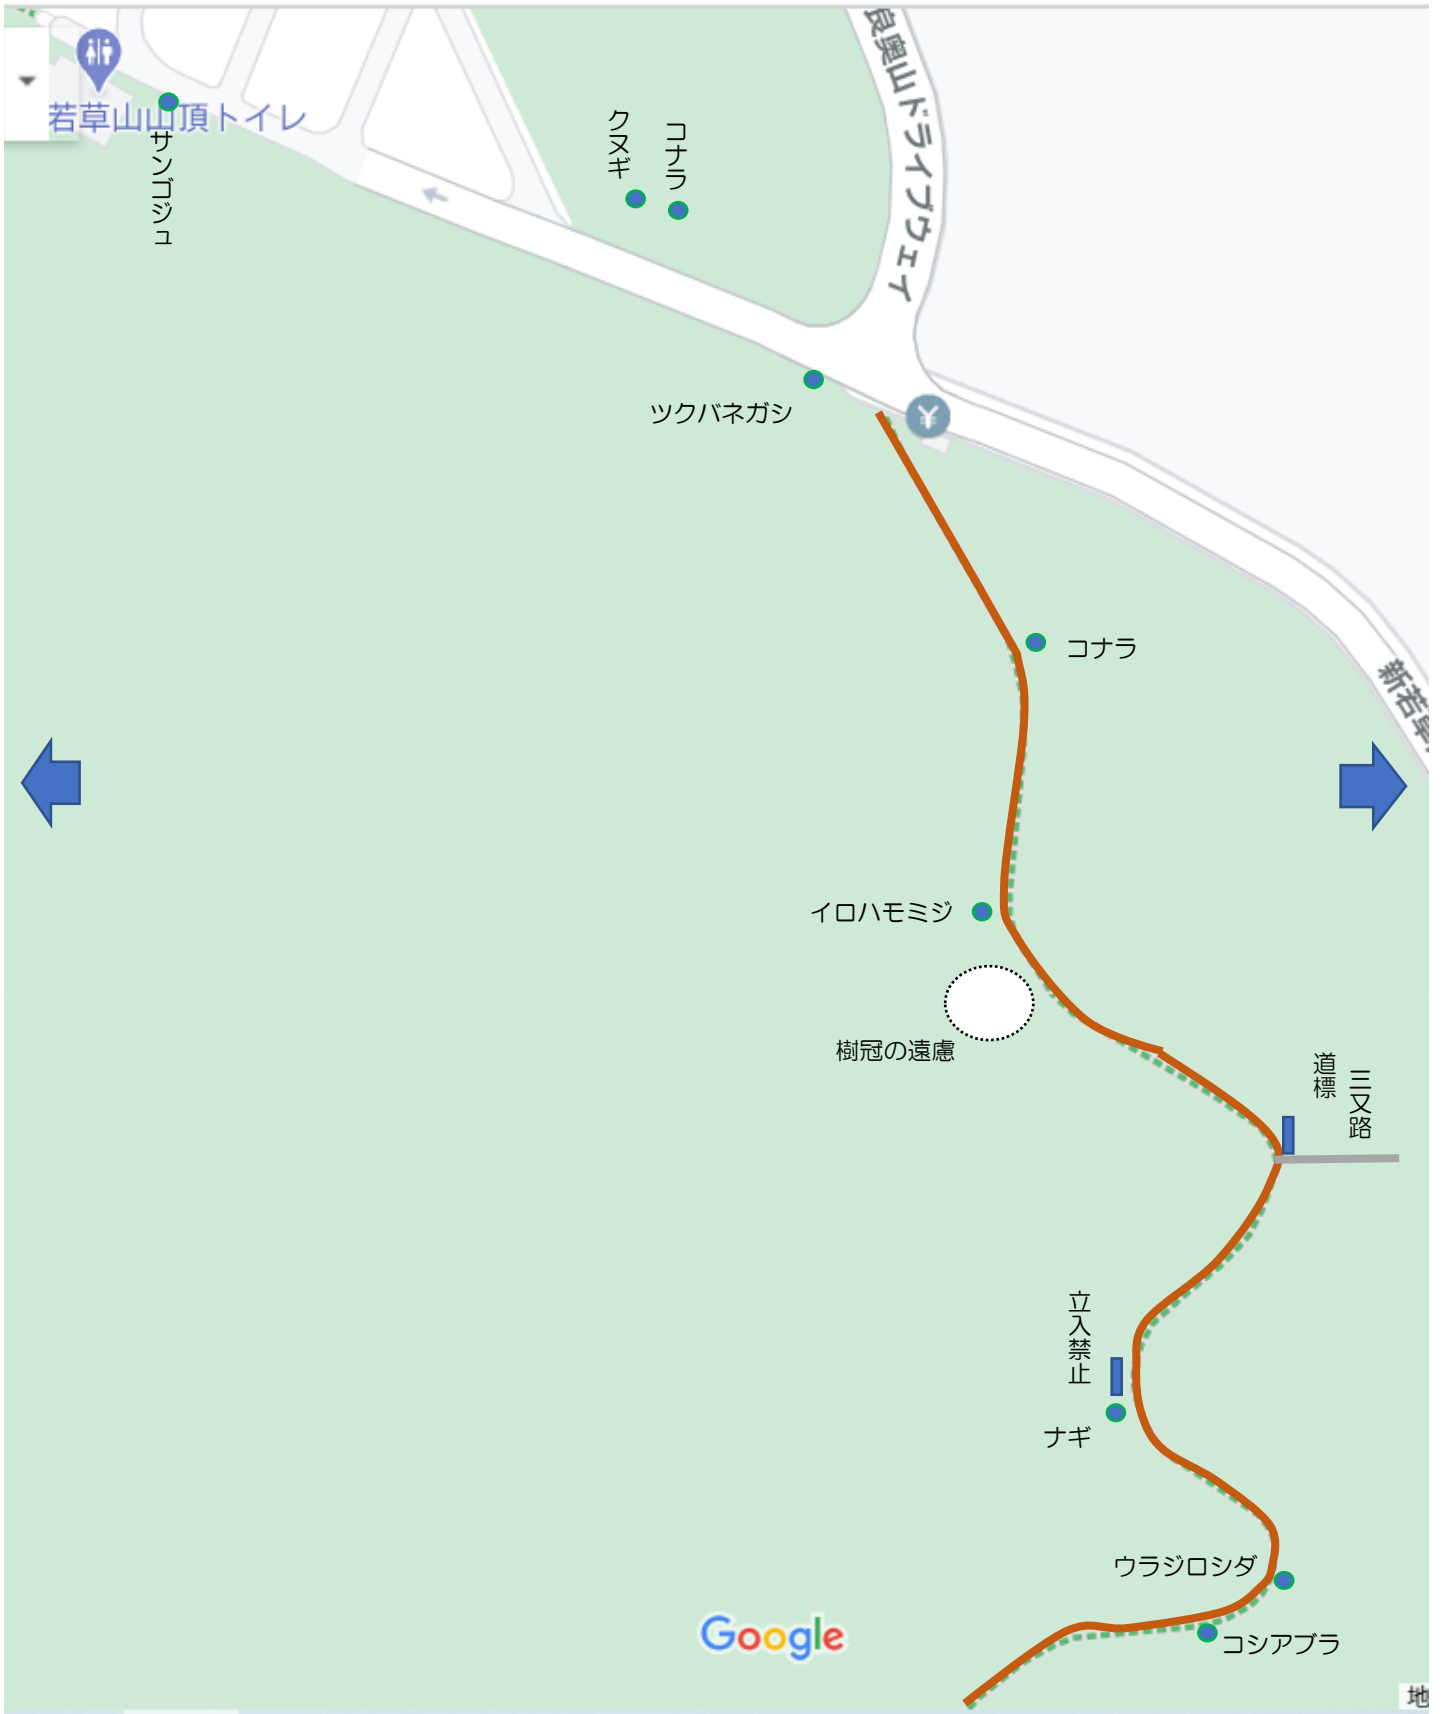 良奥山ドライブウェイ
若草山山頂トイレ
サンゴジュ
クヌギ
コナラ
ツクバネガシ
¥
コナラ
新若草
イロハモミジ
樹冠の遠慮
三又路
道標
立入禁止
ナギ
ウラジロシダ
コシアブラ
Google
地